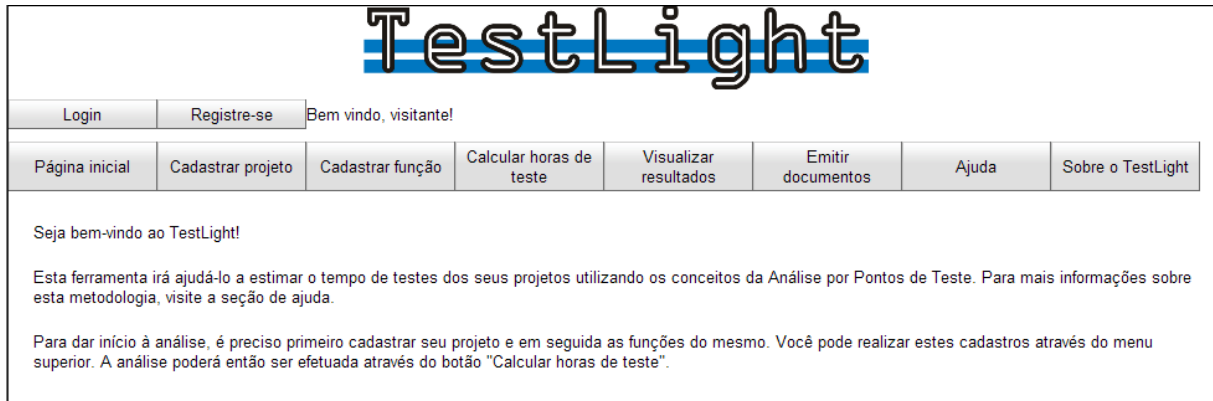 TestLight
Login Registre-se Bem vindo, visitante!
Página inicial Cadastrar projeto Cadastrar função Calcular horas de teste Visualizar resultados Emitir documentos Ajuda Sobre o TestLight
Seja bem-vindo ao TestLight!
Esta ferramenta irá ajudá-lo a estimar o tempo de testes dos seus projetos utilizando os conceitos da Análise por Pontos de Teste. Para mais informações sobre
esta metodologia, visite a seção de ajuda.
Para dar início à análise, é preciso primeiro cadastrar seu projeto e em seguida as funções do mesmo. Você pode realizar estes cadastros através do menu
superior. A análise poderá então ser efetuada através do botão "Calcular horas de teste".